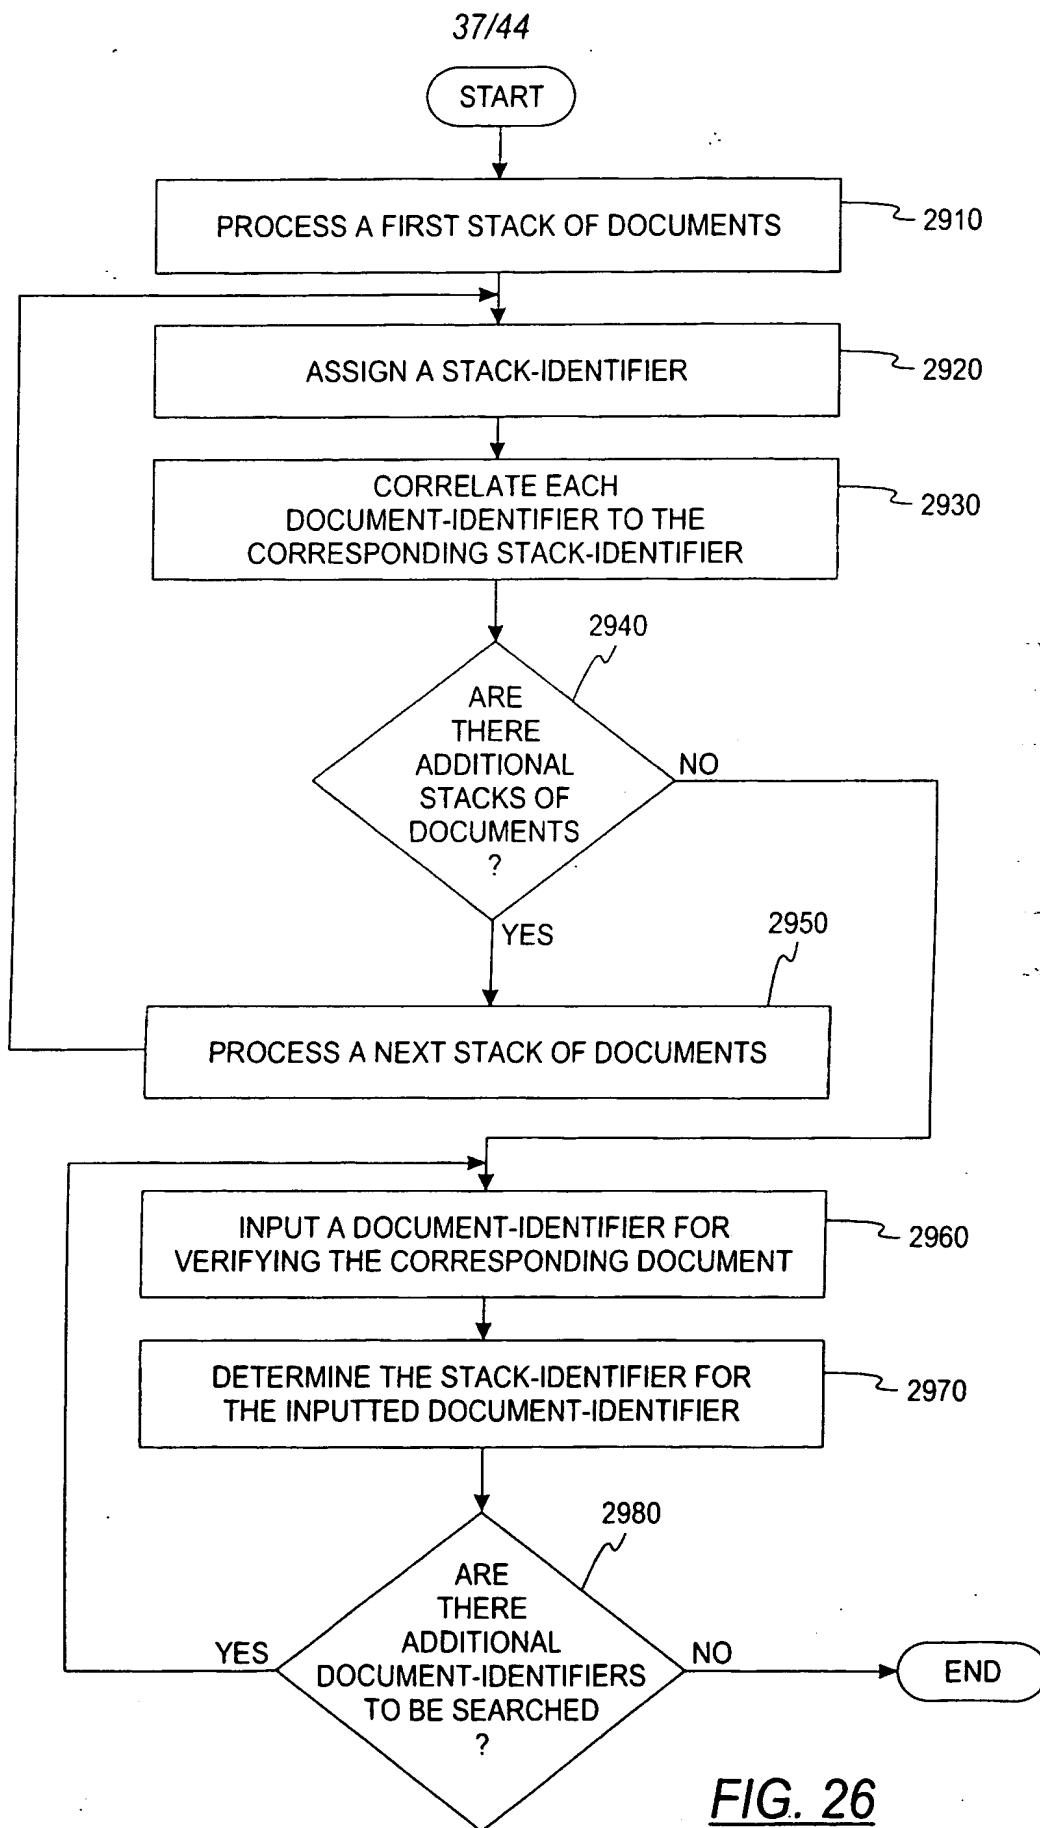 37/44
START
PROCESS A FIRST STACK OF DOCUMENTS
2910
ASSIGN A STACK-IDENTIFIER
2920
CORRELATE EACH
DOCUMENT-IDENTIFIER TO THE
CORRESPONDING STACK-IDENTIFIER
2930
2940
ARE
THERE
ADDITIONAL
STACKS OF
DOCUMENTS
?
NO
YES
2950
PROCESS A NEXT STACK OF DOCUMENTS
INPUT A DOCUMENT-IDENTIFIER FOR
VERIFYING THE CORRESPONDING DOCUMENT
2960
DETERMINE THE STACK-IDENTIFIER FOR
THE INPUTTED DOCUMENT-IDENTIFIER
2970
2980
ARE
THERE
ADDITIONAL
DOCUMENT-IDENTIFIERS
TO BE SEARCHED
?
YES
NO
END
FIG. 26